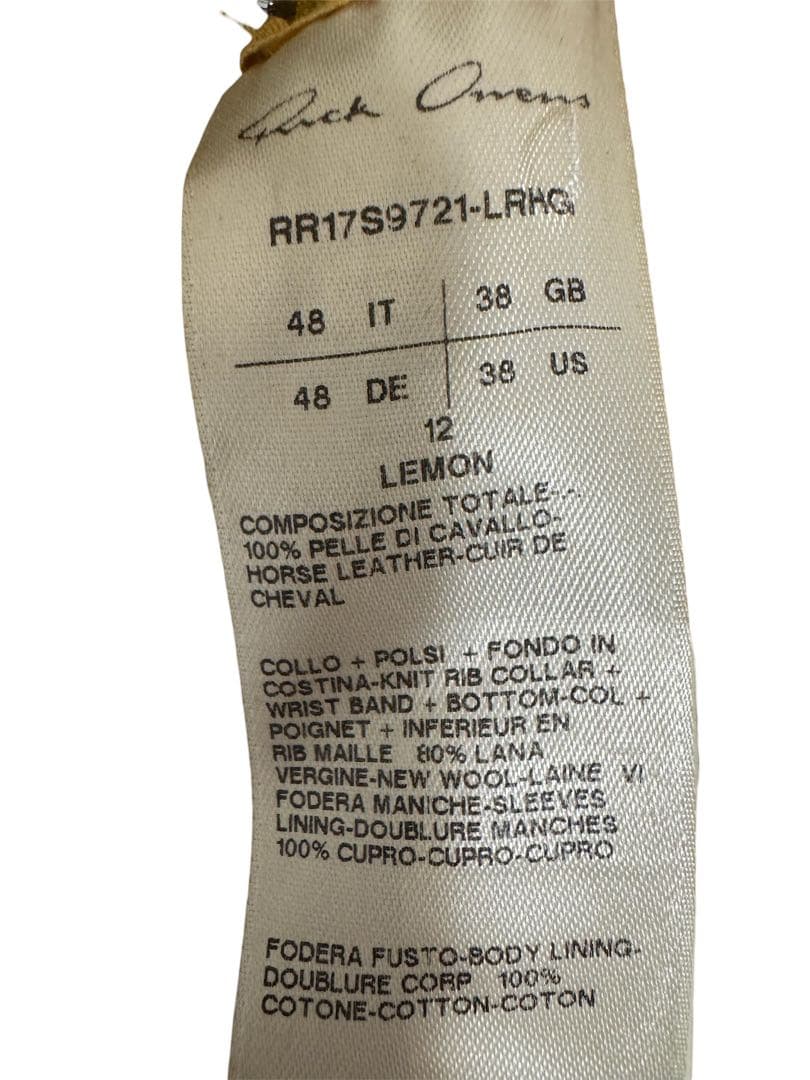 Rick Owens
RR17S9721-LRHG
48 IT 38 GB
48 DE 38 US
12
LEMON
COMPOSIZIONE TOTALE--
100% PELLE DI CAVALLO-
HORSE LEATHER-CUIR DE
CHEVAL
COLLO + POLSI + FONDO IN
COSTINA-KNIT RIB COLLAR +
WRIST BAND + BOTTOM-COL +
POIGNET + INFERIEUR EN
RIB MAILLE 80% LANA
VERGINE-NEW WOOL-LAINE VI
FODERA MANICHE-SLEEVES
LINING-DOUBLURE MANCHES
100% CUPRO-CUPRO-CUPRO
FODERA FUSTO-BODY LINING-
DOUBLURE CORP 100%
COTONE-COTTON-COTON